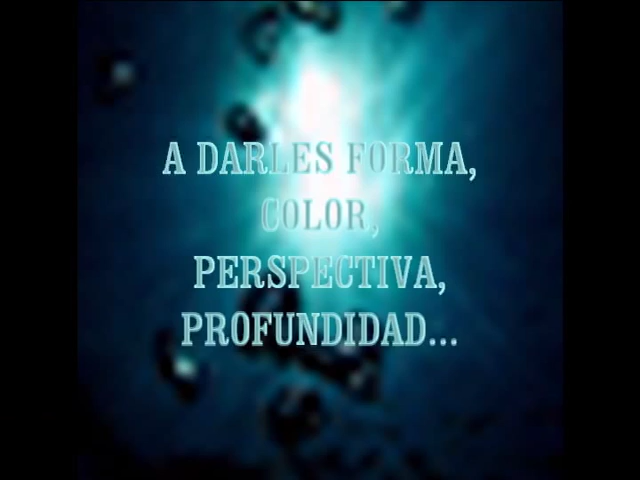 A DARLES FORMA,
COLOR,
PERSPECTIVA,
PROFUNDIDAD...